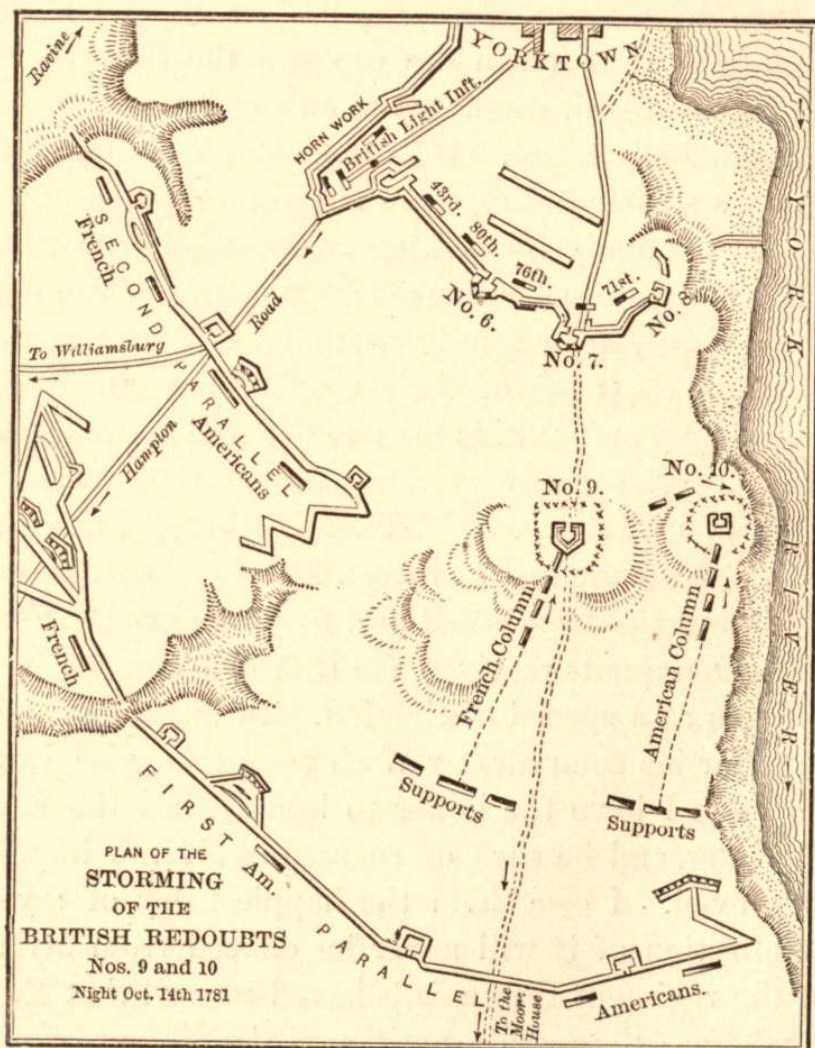 Ravine
YORKTOWN
HORN WORK
British Light Inft.
YORK RIVER
43rd.
80th.
76th.
71st.
No. 6.
No. 7.
No. 8
SECOND PARALLEL
French
Road
To Williamsburg
Hampton
Americans
No. 9.
No. 10.
French
French Column
American Column
Supports
Supports
FIRST PARALLEL
Am.
Americans.
To the
Moore
House
PLAN OF THE
STORMING
OF THE
BRITISH REDOUBTS
Nos. 9 and 10
Night Oct. 14th 1781